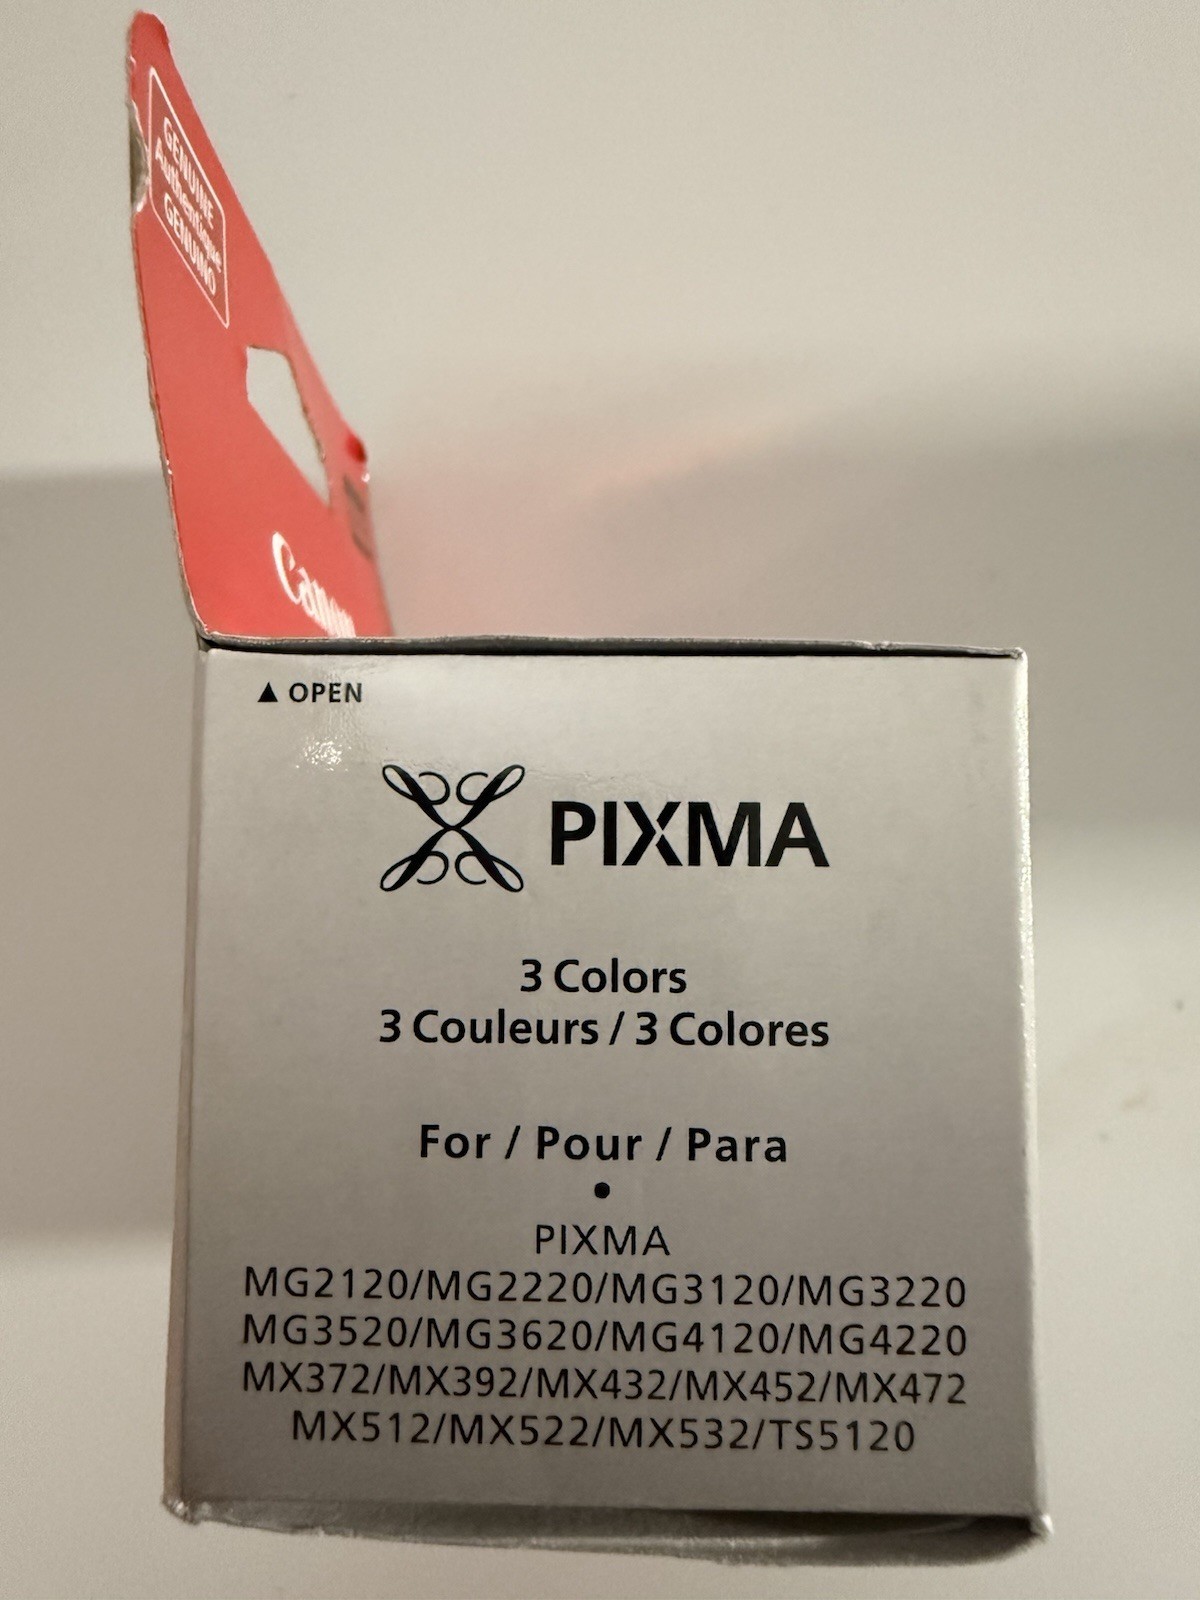 GENUINE
Authentique
GENUINO
Canon
▲ OPEN
PIXMA
3 Colors
3 Couleurs / 3 Colores
For / Pour / Para
•
PIXMA
MG2120/MG2220/MG3120/MG3220
MG3520/MG3620/MG4120/MG4220
MX372/MX392/MX432/MX452/MX472
MX512/MX522/MX532/TS5120